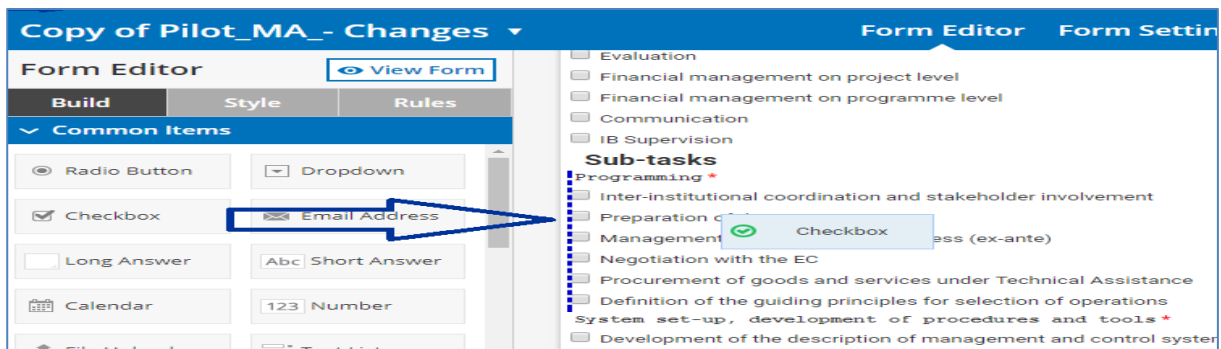 Copy of Pilot_MA_- Changes
Form Editor
Form Settin
Form Editor
View Form
Build
Style
Rules
Common Items
Radio Button
Dropdown
Checkbox
Email Address
Long Answer
Abc Short Answer
Calendar
123 Number
Evaluation
Financial management on project level
Financial management on programme level
Communication
IB Supervision
Sub-tasks
Programming *
Inter-institutional coordination and stakeholder involvement
Preparation
Checkbox
Management ess (ex-ante)
Negotiation with the EC
Procurement of goods and services under Technical Assistance
Definition of the guiding principles for selection of operations
System set-up, development of procedures and tools *
Development of the description of management and control syster